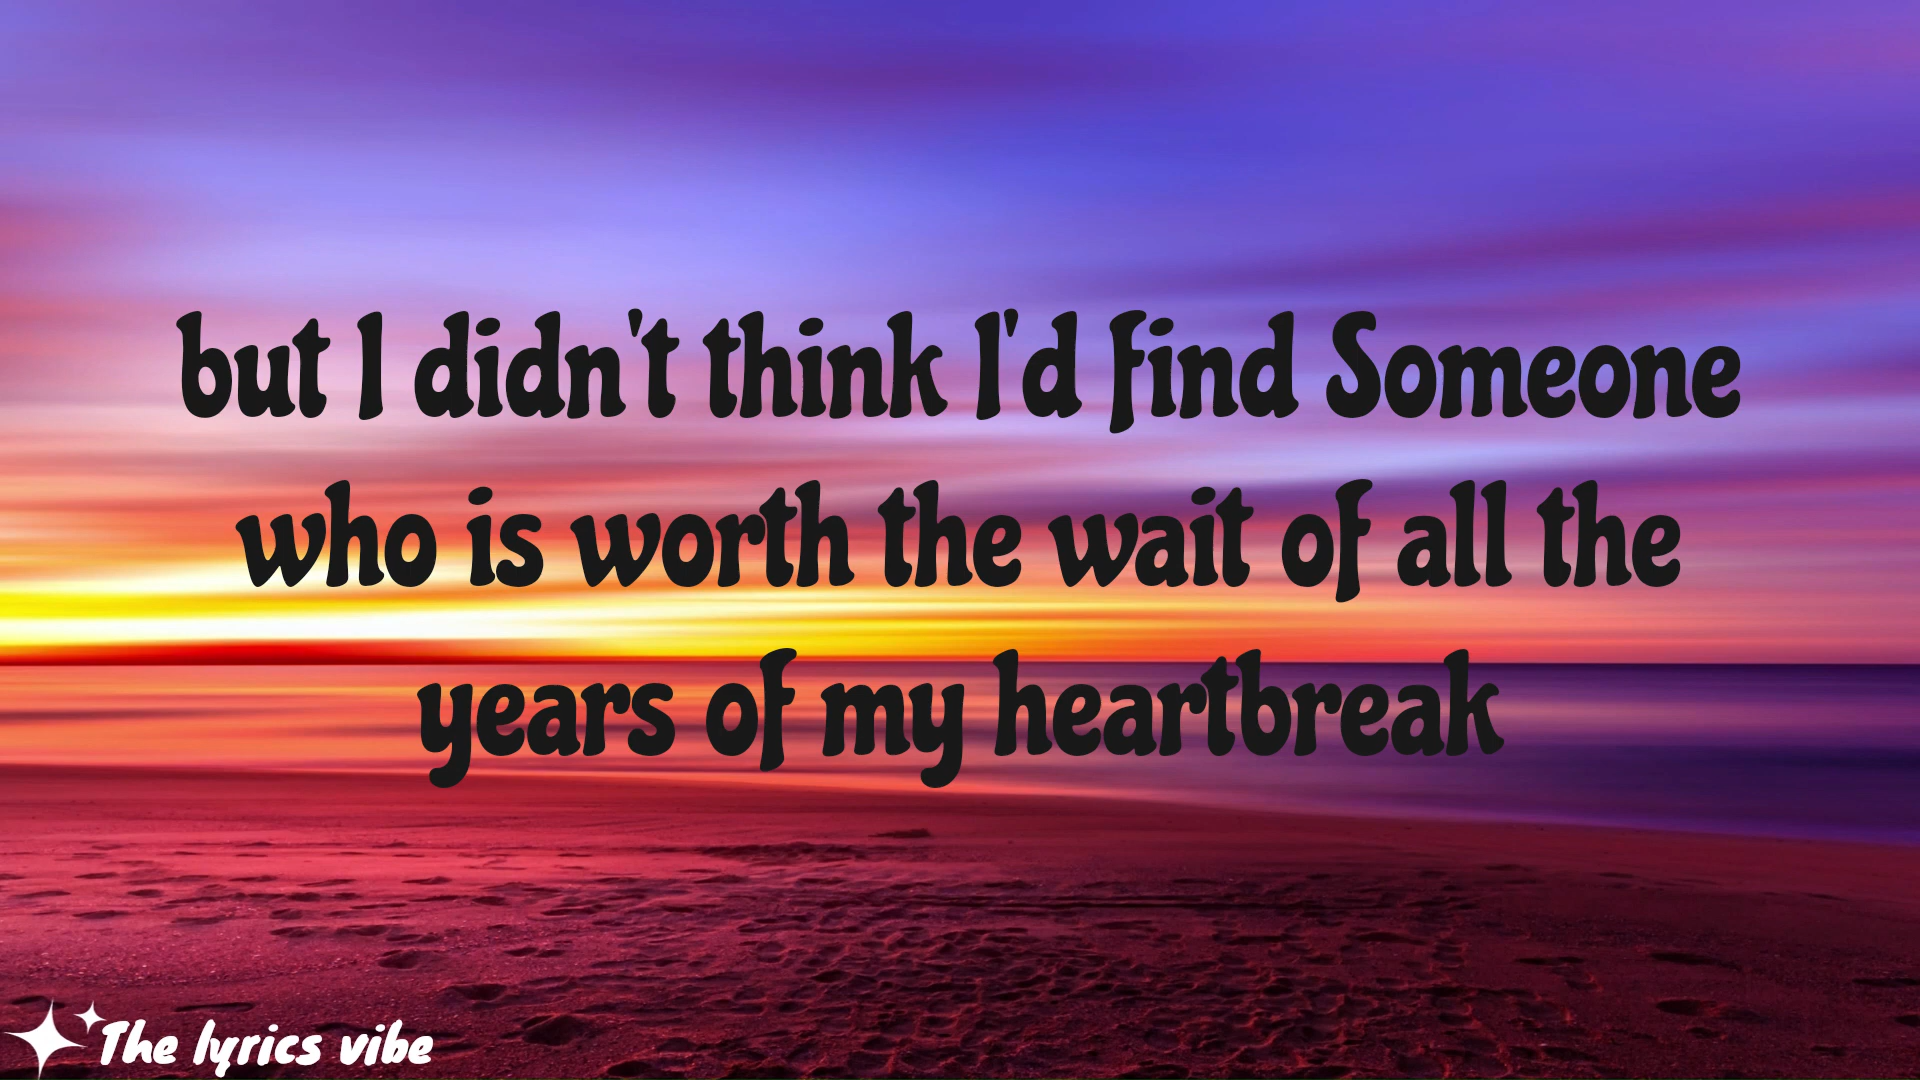 but I didn't think I'd find Someone
who is worth the wait of all the
years of my heartbreak
The lyrics vibe